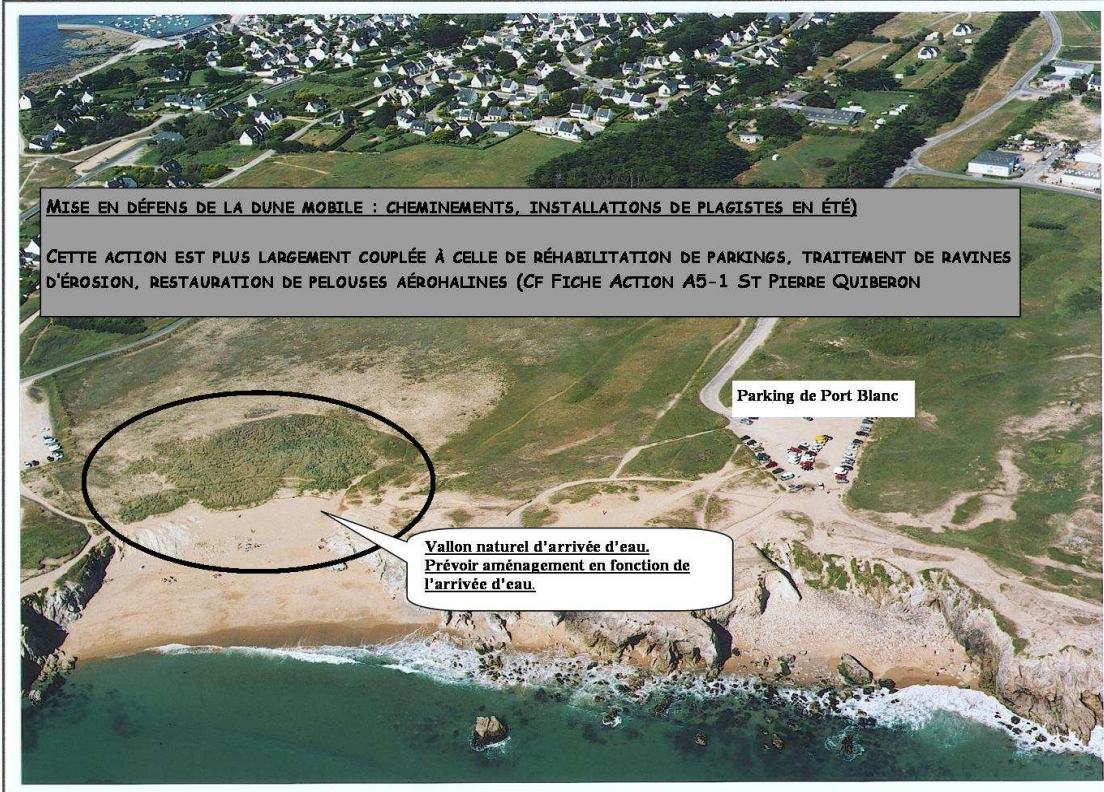 MISE EN DÉFENS DE LA DUNE MOBILE : CHEMINEMENTS, INSTALLATIONS DE PLAGISTES EN ÉTÉ)
CETTE ACTION EST PLUS LARGEMENT COUPLÉE À CELLE DE RÉHABILITATION DE PARKINGS, TRAITEMENT DE RAVINES
D'ÉROSION, RESTAURATION DE PELOUSES AÉROHALINES (CF FICHE ACTION A5-1 ST PIERRE QUIBERON
Parking de Port Blanc
Vallon naturel d'arrivée d'eau.
Prévoir aménagement en fonction de
l'arrivée d'eau.